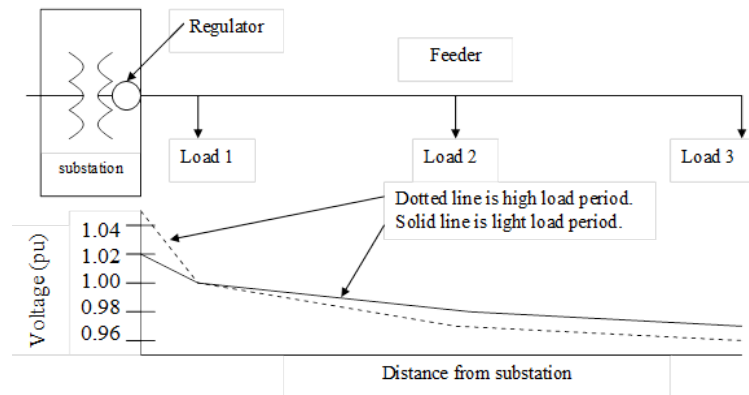 Regulator
Feeder
Load 1
Load 2
Load 3
substation
Dotted line is high load period.
Solid line is light load period.
Voltage (pu)
1.04
1.02
1.00
0.98
0.96
Distance from substation